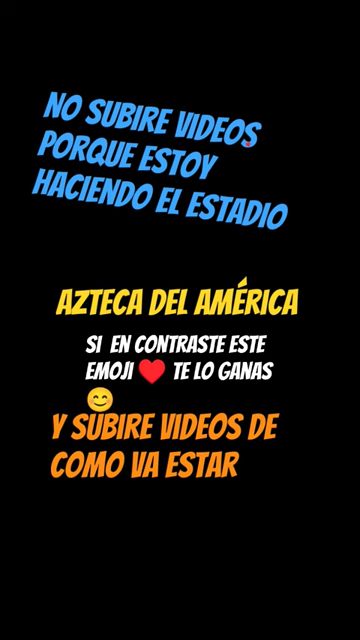 NO SUBIRE VIDEOS
PORQUE ESTOY
HACIENDO EL ESTADIO
AZTECA DEL AMÉRICA
SI EN CONTRASTE ESTE
EMOJI ♥️ TE LO GANAS
😊
Y SUBIRE VIDEOS DE
COMO VA ESTAR